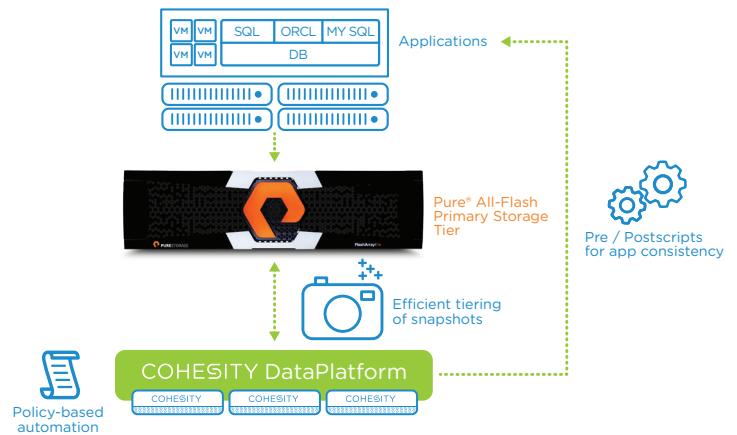 VM VM SQL ORCL MY SQL
VM VM DB
Applications
Pure® All-Flash
Primary Storage
Tier
PURESTORAGE
FlashArray//m
Pre / Postscripts
for app consistency
Efficient tiering
of snapshots
COHESITY DataPlatform
COHESITY COHESITY COHESITY
Policy-based
automation